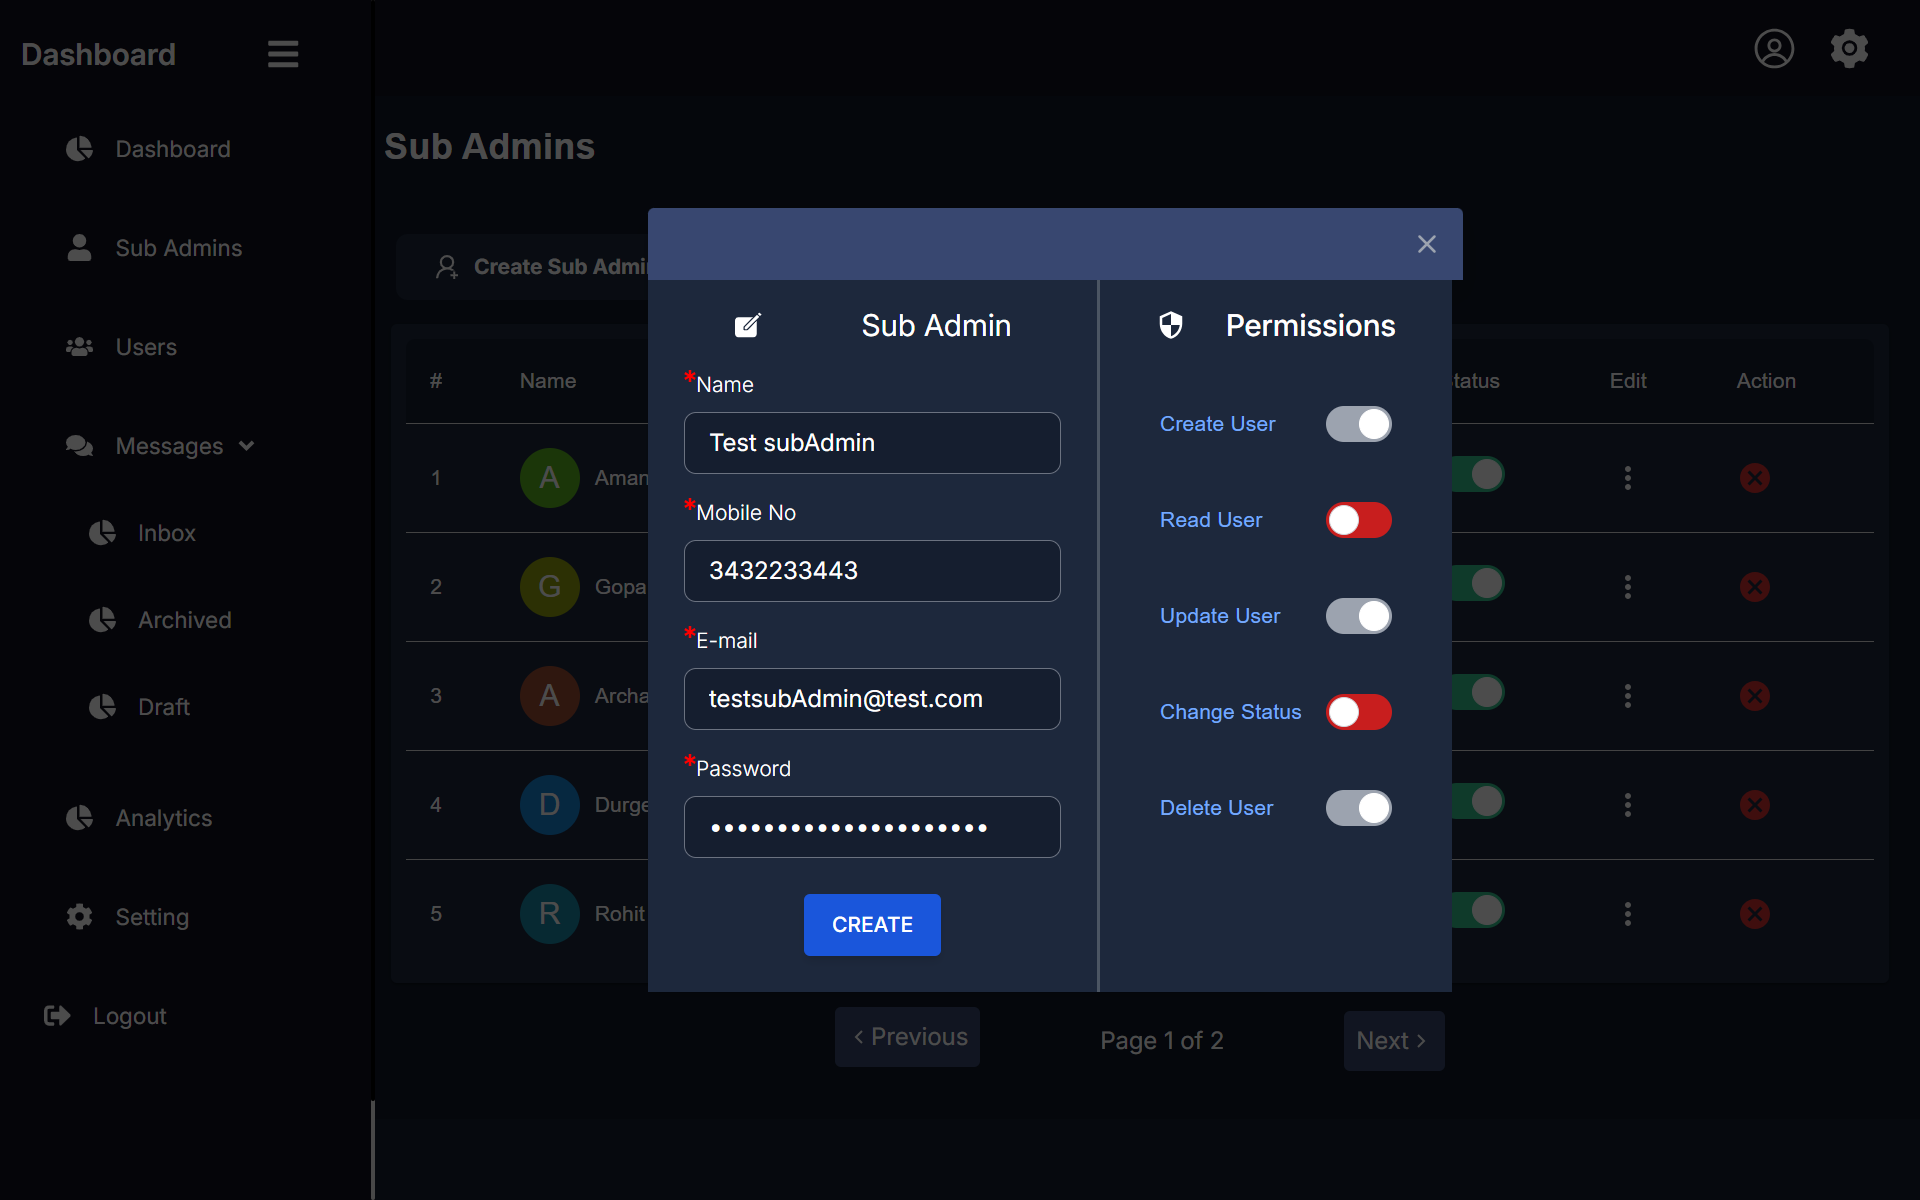 Dashboard
Dashboard
Sub Admins
Users
Messages
Inbox
Archived
Draft
Analytics
Setting
Logout
Sub Admins
Create Sub Admi
# Name tatus Edit Action
1 A Aman
2 G Gopa
3 A Archa
4 D Durge
5 R Rohit
Sub Admin
*Name
Test subAdmin
*Mobile No
3432233443
*E-mail
testsubAdmin@test.com
*Password
•••••••••••••••••••••
CREATE
Permissions
Create User
Read User
Update User
Change Status
Delete User
Previous Page 1 of 2 Next